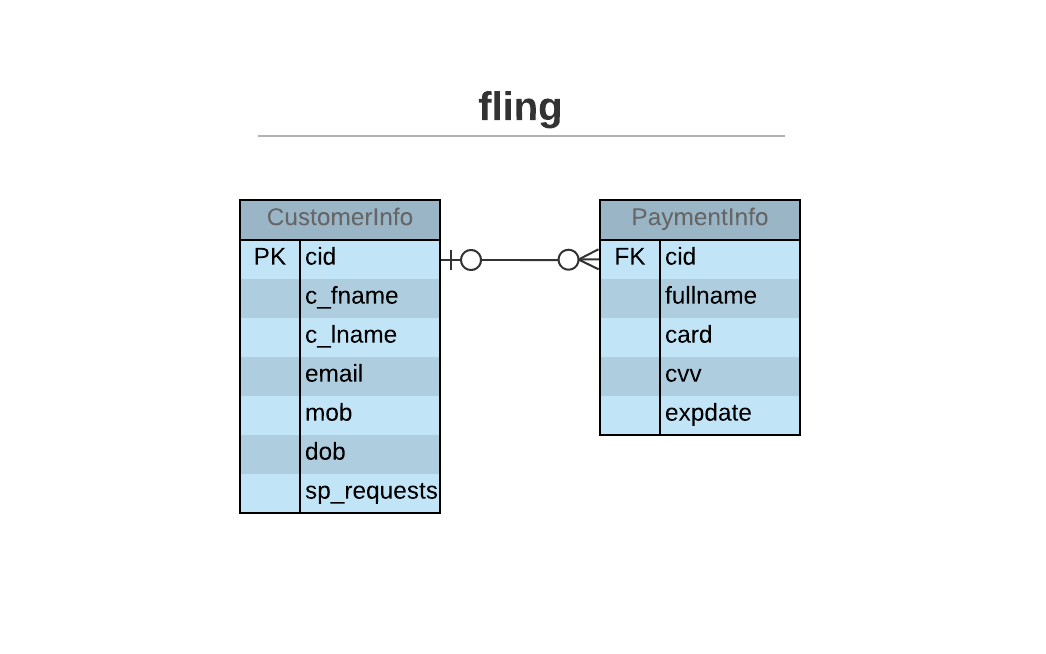 fling
CustomerInfo
PK cid
c_fname
c_lname
email
mob
dob
sp_requests
PaymentInfo
FK cid
fullname
card
cvv
expdate